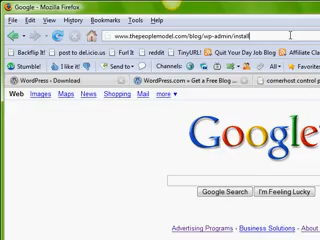 Google - Mozilla Firefox
File Edit View History Bookmarks Tools Help
www.thepeoplemodel.com/blog/wp-admin/install
Backflip It! post to del.icio.us Furl It reddit TinyURL! Quit Your Day Job Blog Affiliate Cla
Stumble! I like it! Send to Channels: All Favorites
WordPress › Download WordPress.com « Get a Free Blog ... cornerhost control p
Web Images Maps News Shopping Mail more ▾
Google
Google Search I'm Feeling Lucky
Advertising Programs - Business Solutions - About